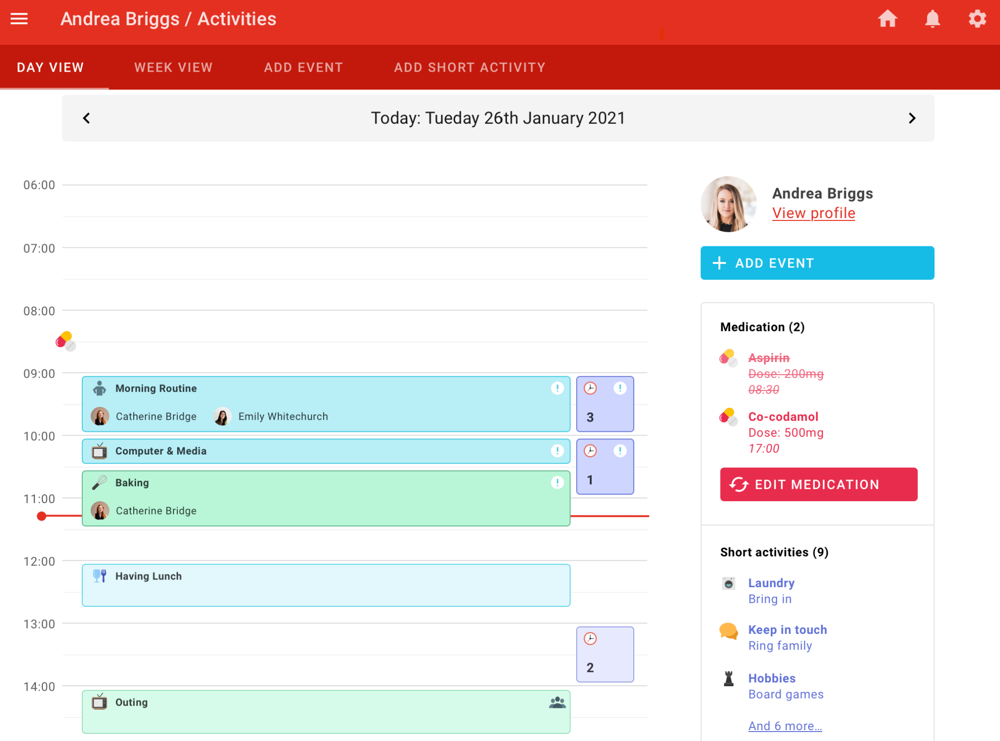 Andrea Briggs / Activities
DAY VIEW
WEEK VIEW
ADD EVENT
ADD SHORT ACTIVITY
Today: Tueday 26th January 2021
06:00
07:00
08:00
09:00
Morning Routine
!
!
Catherine Bridge
Emily Whitechurch
3
10:00
Computer & Media
!
!
1
Baking
!
11:00
Catherine Bridge
12:00
Having Lunch
13:00
2
14:00
Outing
Andrea Briggs
View profile
+ ADD EVENT
Medication (2)
Aspirin
Dose: 200mg
08:30
Co-codamol
Dose: 500mg
17:00
EDIT MEDICATION
Short activities (9)
Laundry
Bring in
Keep in touch
Ring family
Hobbies
Board games
And 6 more...